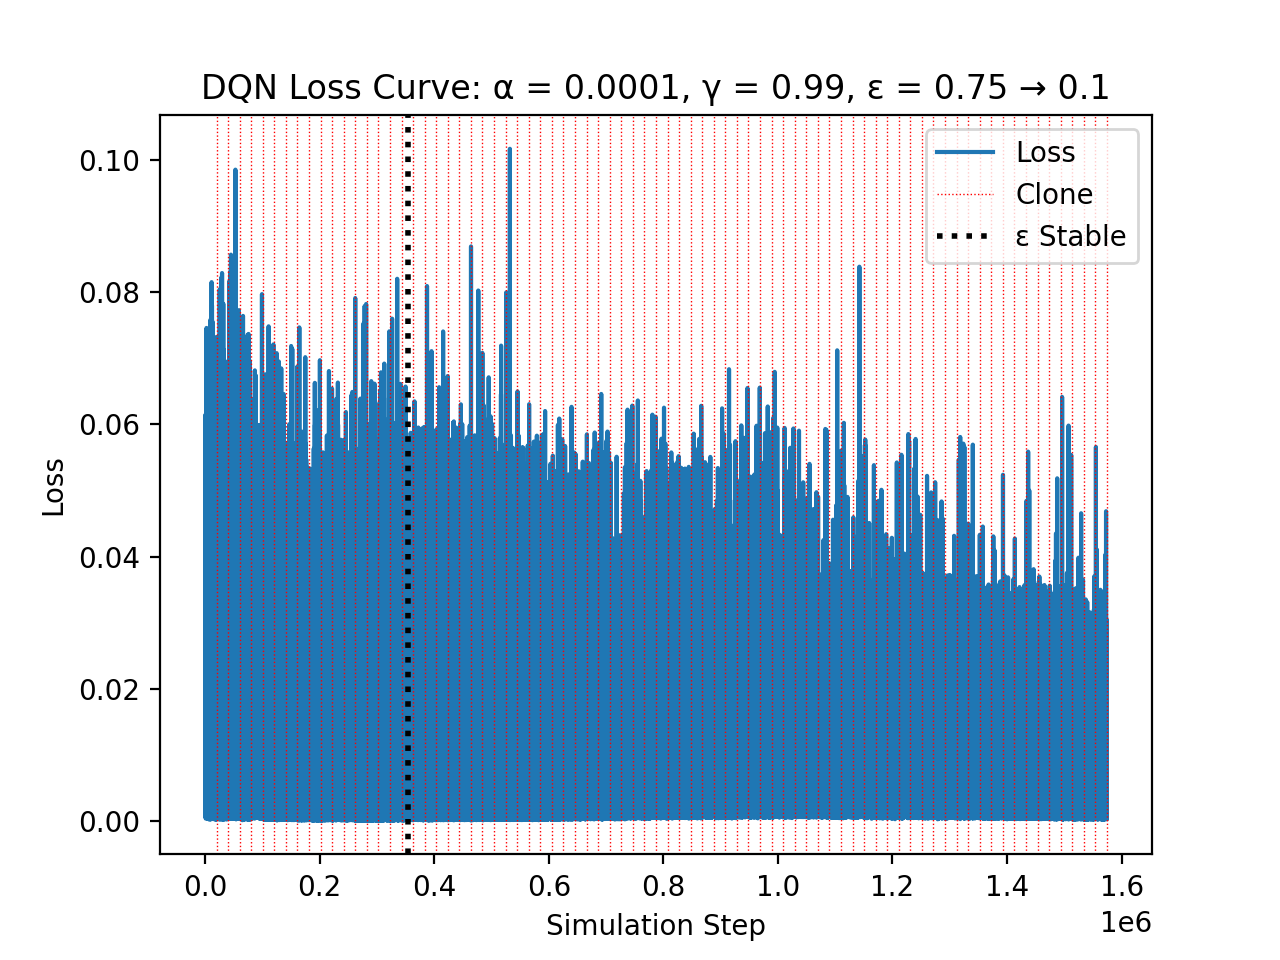 DQN Loss Curve: α = 0.0001, γ = 0.99, ε = 0.75 → 0.1
Loss
Clone
ε Stable
0.10
0.08
0.06
0.04
0.02
0.00
Loss
0.0 0.2 0.4 0.6 0.8 1.0 1.2 1.4 1.6
1e6
Simulation Step